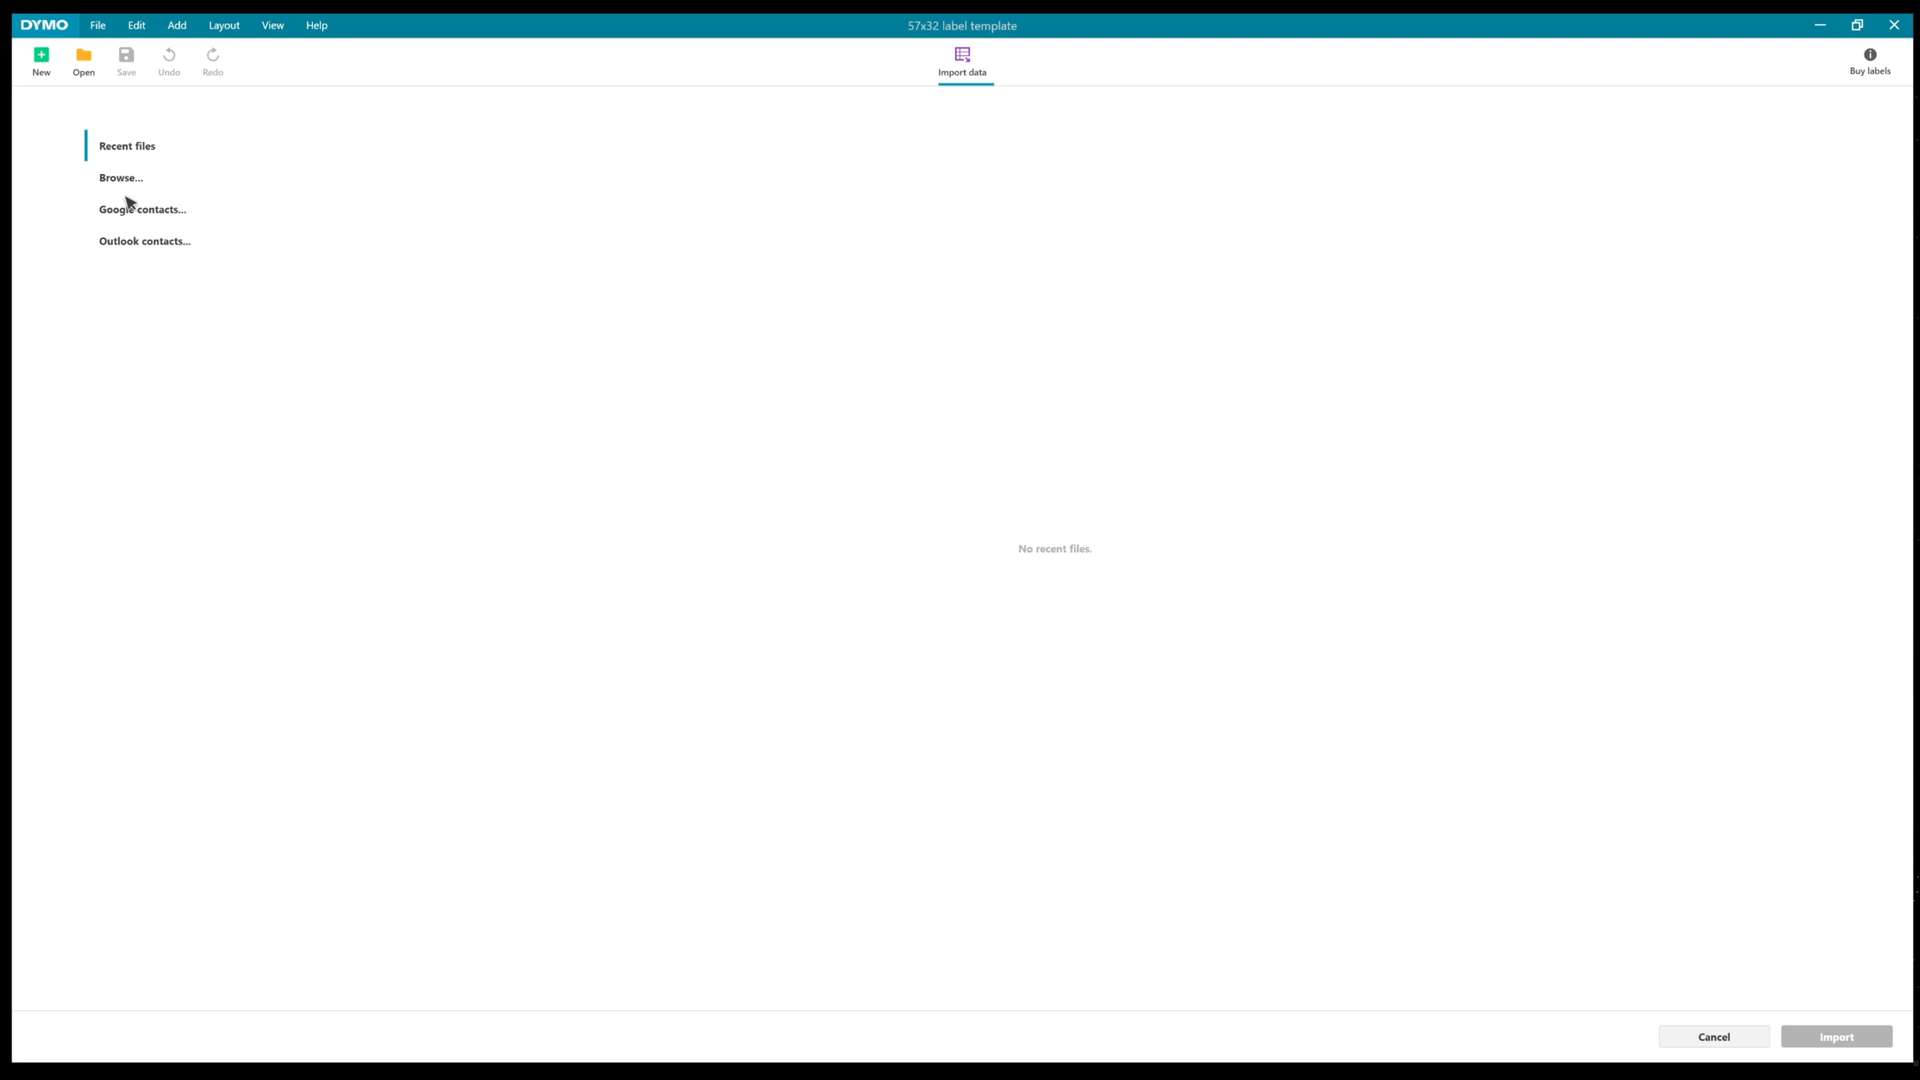 DYMO File Edit Add Layout View Help 57x32 label template
New Open Save Undo Redo Import data Buy labels
Recent files
Browse...
Google contacts...
Outlook contacts...
No recent files.
Cancel Import